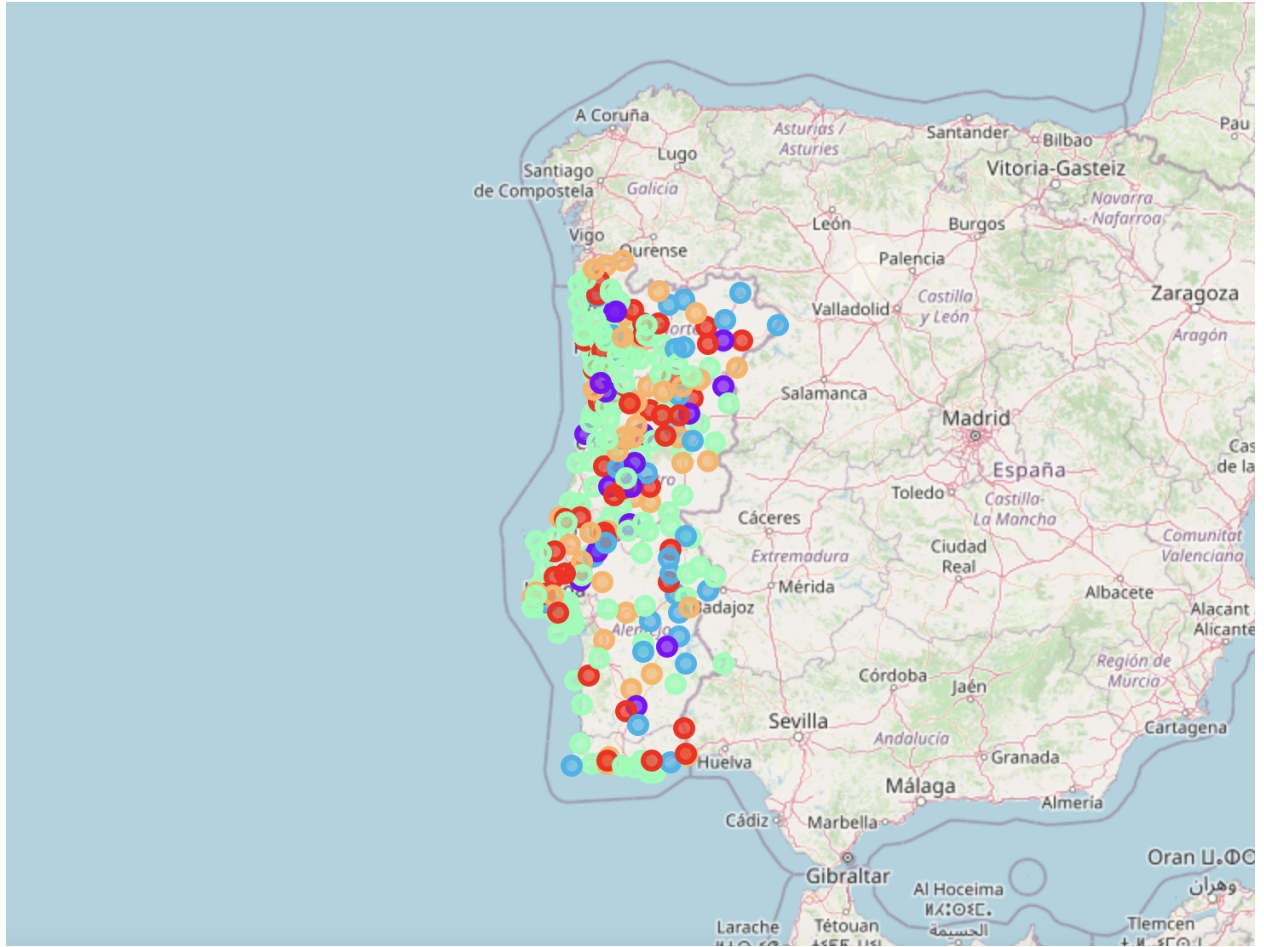 A Coruña
Asturias /
Asturies
Santander
Bilbao
Pau
Lugo
Vitoria-Gasteiz
Santiago
de Compostela
Galicia
Navarra
- Nafarroa
León
Burgos
Vigo
Ourense
Palencia
Castilla
y León
Zaragoza
Valladolid
Aragón
Salamanca
Madrid
España
Toledo
Castilla-
La Mancha
Cáceres
Comunitat
Valenciana
Extremadura
Ciudad
Real
Mérida
Albacete
Badajoz
Alacant
Alicante
Región de
Murcia
Córdoba
Jaén
Sevilla
Cartagena
Andalucía
Huelva
Granada
Málaga
Almería
Cádiz
Marbella
Gibraltar
Al Hoceima
الحسيمة
Oran
وهران
Larache
Tétouan
Tlemcen